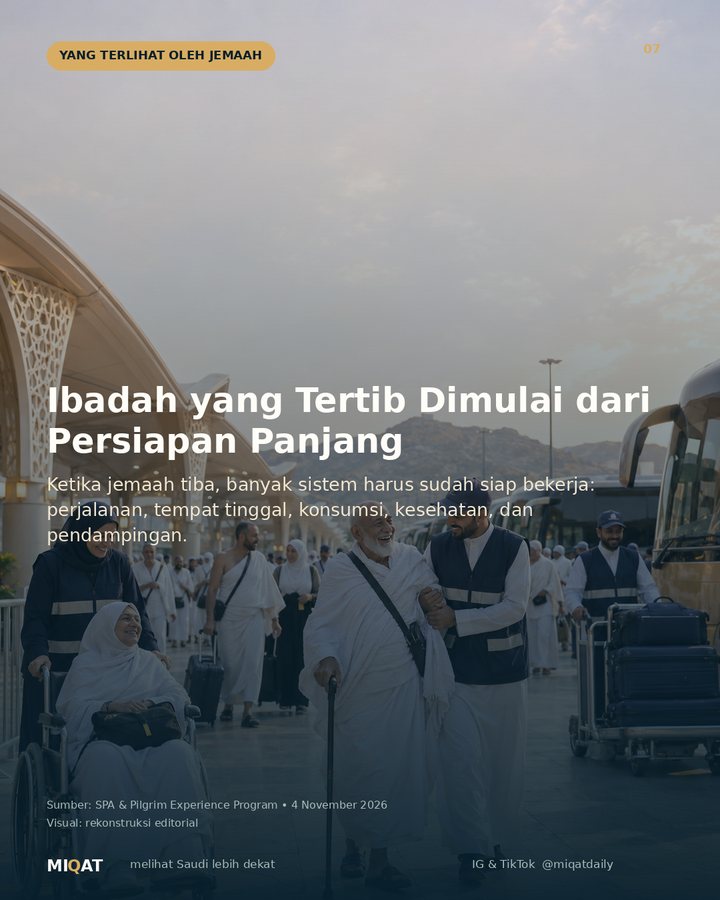 YANG TERLIHAT OLEH JEMAAH
07
Ibadah yang Tertib Dimulai dari
Persiapan Panjang
Ketika jemaah tiba, banyak sistem harus sudah siap bekerja:
perjalanan, tempat tinggal, konsumsi, kesehatan, dan
pendampingan.
Sumber: SPA & Pilgrim Experience Program • 4 November 2026
Visual: rekonstruksi editorial
MIQAT melihat Saudi lebih dekat IG & TikTok @miqatdaily